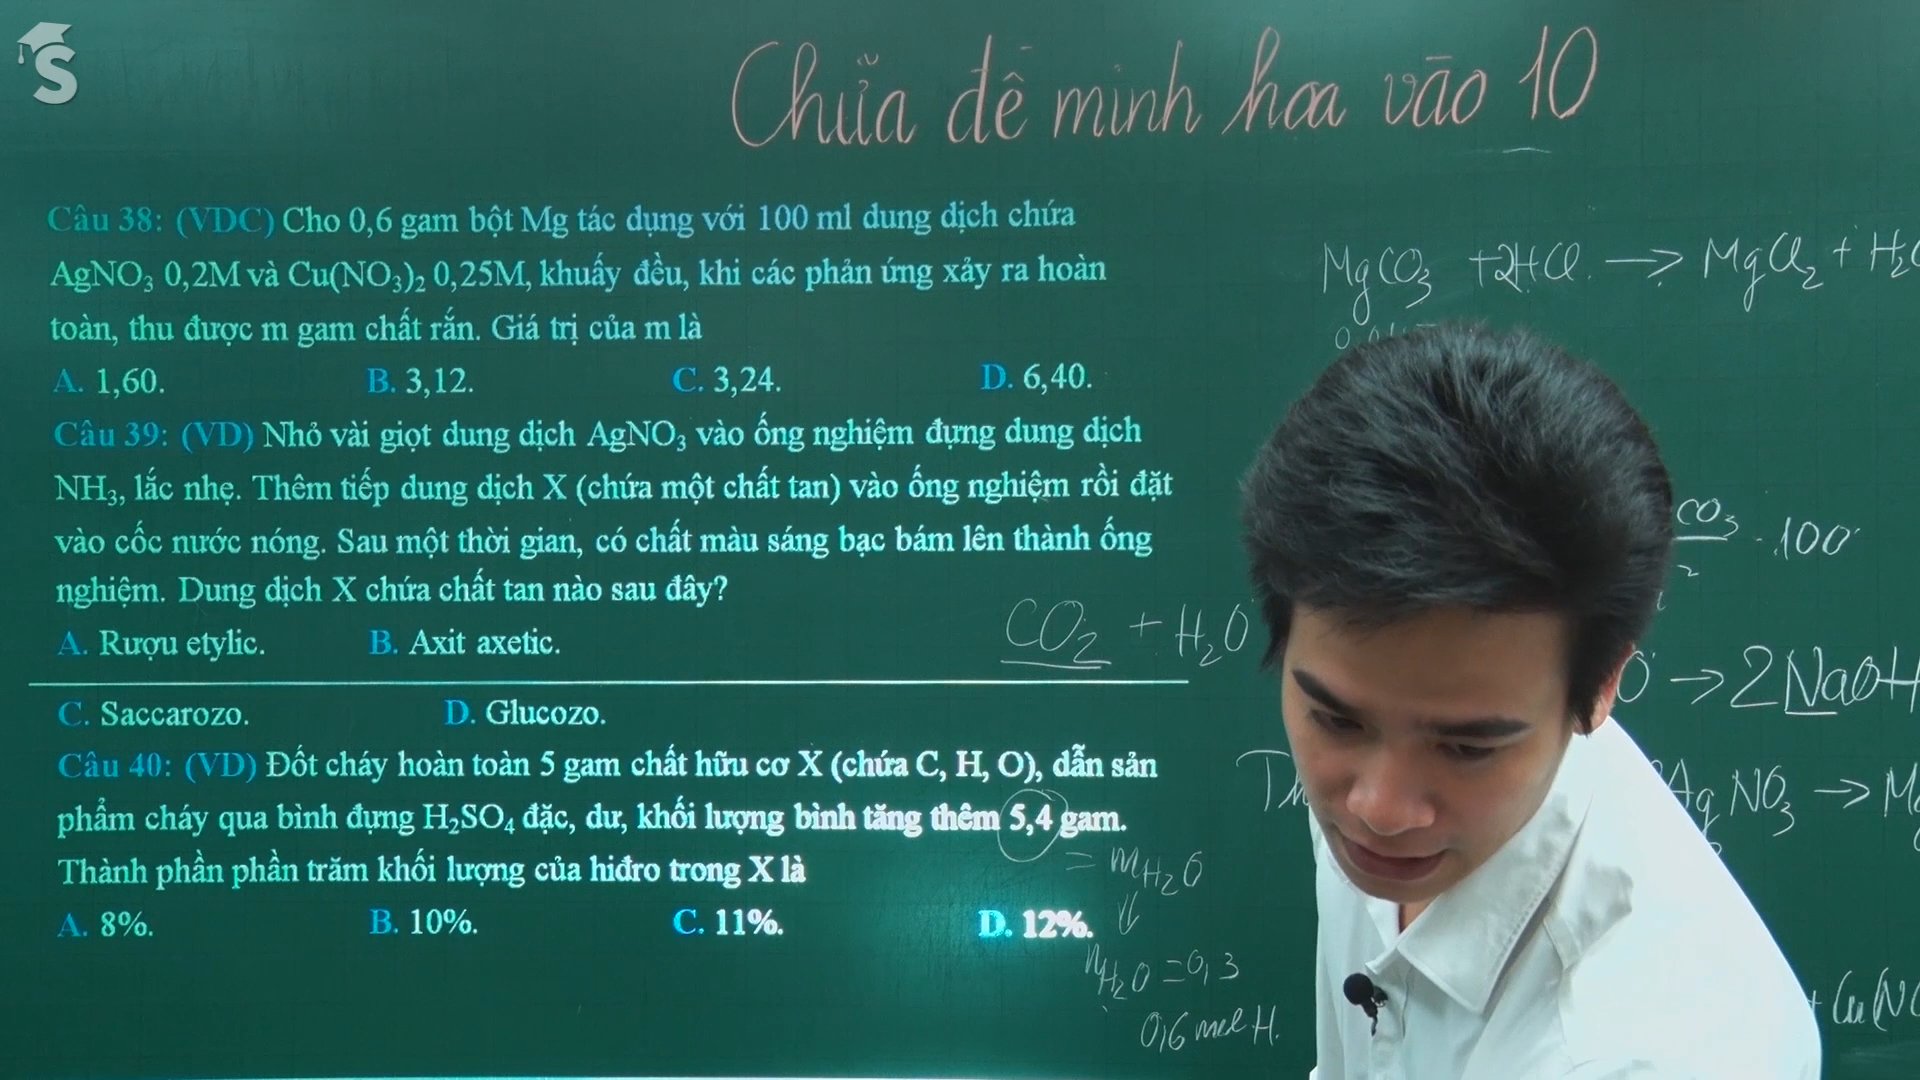 S
Chữa đề minh họa vào 10
Câu 38: (VDC) Cho 0,6 gam bột Mg tác dụng với 100 ml dung dịch chứa
AgNO₃ 0,2M và Cu(NO₃)₂ 0,25M, khuấy đều, khi các phản ứng xảy ra hoàn
toàn, thu được m gam chất rắn. Giá trị của m là
A. 1,60. B. 3,12. C. 3,24. D. 6,40.
Câu 39: (VD) Nhỏ vài giọt dung dịch AgNO₃ vào ống nghiệm đựng dung dịch
NH₃, lắc nhẹ. Thêm tiếp dung dịch X (chứa một chất tan) vào ống nghiệm rồi đặt
vào cốc nước nóng. Sau một thời gian, có chất màu sáng bạc bám lên thành ống
nghiệm. Dung dịch X chứa chất tan nào sau đây?
A. Rượu etylic. B. Axit axetic.
C. Saccarozo. D. Glucozo.
Câu 40: (VD) Đốt cháy hoàn toàn 5 gam chất hữu cơ X (chứa C, H, O), dẫn sản
phẩm cháy qua bình đựng H₂SO₄ đặc, dư, khối lượng bình tăng thêm 5,4 gam.
Thành phần phần trăm khối lượng của hiđro trong X là
A. 8%. B. 10%. C. 11%. D. 12%.
CO₂ + H₂O
= mH₂O
nH₂O = 0,3
0,6 mol H.
MgCO₃ + 2HCl → MgCl₂ + H₂O
CO₃ . 100
O → 2NaOH
AgNO₃ → M
+ Cu(NO